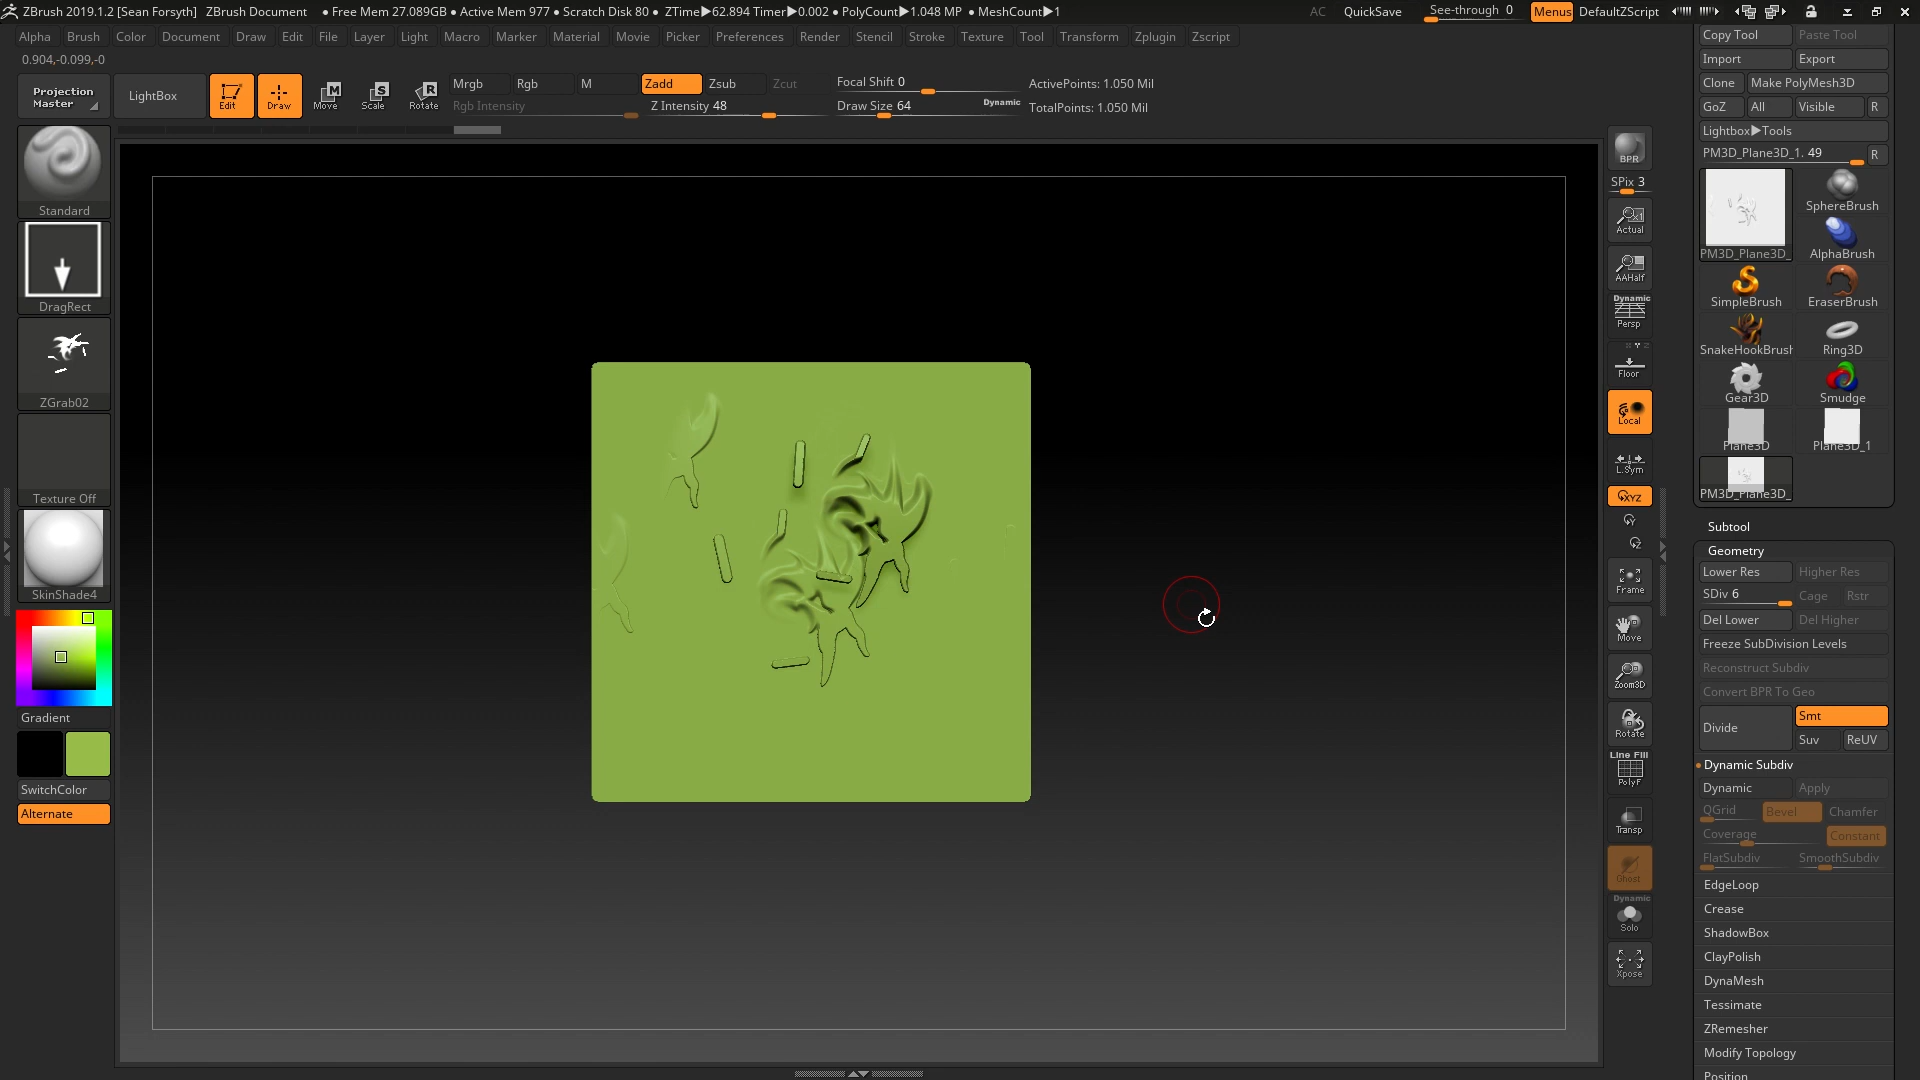 ZBrush 2019.1.2 [Sean Forsyth] ZBrush Document • Free Mem 27.089GB • Active Mem 977 • Scratch Disk 80 • ZTime▶62.894 Timer▶0.002 • PolyCount▶1.048 MP • MeshCount▶1 AC QuickSave See-through 0 Menus DefaultZScript
Alpha Brush Color Document Draw Edit File Layer Light Macro Marker Material Movie Picker Preferences Render Stencil Stroke Texture Tool Transform Zplugin Zscript
0.904,-0.099,-0
Projection Master
LightBox
Edit
Draw
Move
Scale
Rotate
Mrgb Rgb M Zadd Zsub Zcut
Rgb Intensity Z Intensity 48
Focal Shift 0
Draw Size 64 Dynamic
ActivePoints: 1.050 Mil
TotalPoints: 1.050 Mil
Standard
DragRect
ZGrab02
Texture Off
SkinShade4
Gradient
SwitchColor
Alternate
BPR
SPix 3
Actual
AAHalf
Dynamic
Persp
Floor
Local
L.Sym
XYZ
Y
Z
Frame
Move
Zoom3D
Rotate
Line Fill
PolyF
Transp
Ghost
Dynamic
Solo
Xpose
Copy Tool Paste Tool
Import Export
Clone Make PolyMesh3D
GoZ All Visible R
Lightbox▶Tools
PM3D_Plane3D_1. 49 R
PM3D_Plane3D_
SphereBrush
AlphaBrush
SimpleBrush EraserBrush
SnakeHookBrush Ring3D
Gear3D Smudge
Plane3D Plane3D_1
PM3D_Plane3D_
Subtool
Geometry
Lower Res Higher Res
SDiv 6 Cage Rstr
Del Lower Del Higher
Freeze SubDivision Levels
Reconstruct Subdiv
Convert BPR To Geo
Divide Smt
Suv ReUV
Dynamic Subdiv
Dynamic Apply
QGrid Bevel Chamfer
Coverage Constant
FlatSubdiv SmoothSubdiv
EdgeLoop
Crease
ShadowBox
ClayPolish
DynaMesh
Tessimate
ZRemesher
Modify Topology
Position